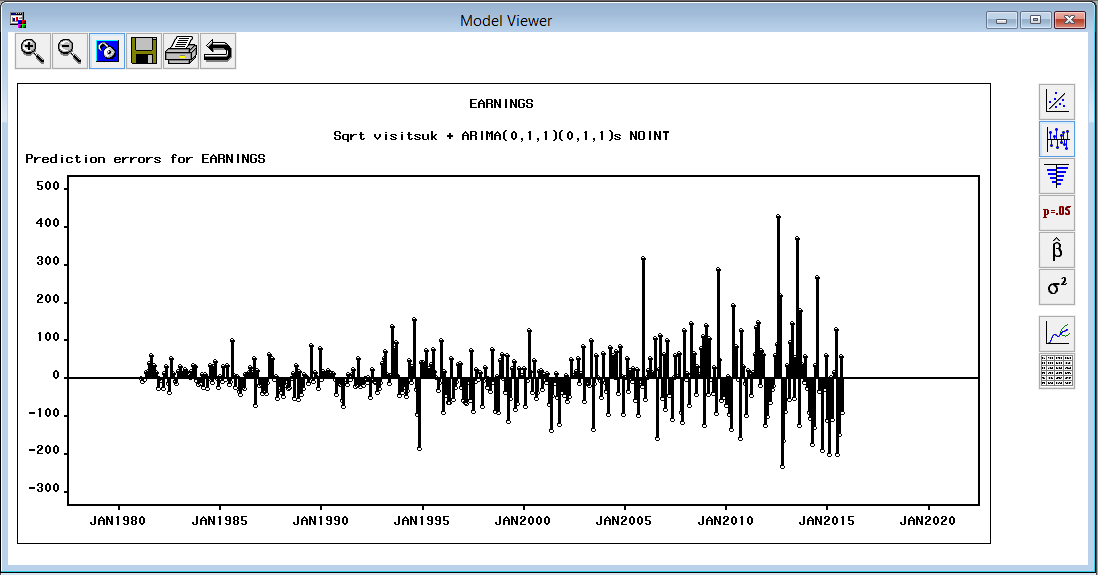 Model Viewer
EARNINGS
Sqrt visitsuk + ARIMA(0,1,1)(0,1,1)s NOINT
Prediction errors for EARNINGS
500
400
300
200
100
0
-100
-200
-300
JAN1980 JAN1985 JAN1990 JAN1995 JAN2000 JAN2005 JAN2010 JAN2015 JAN2020
p=.05
β̂
σ²